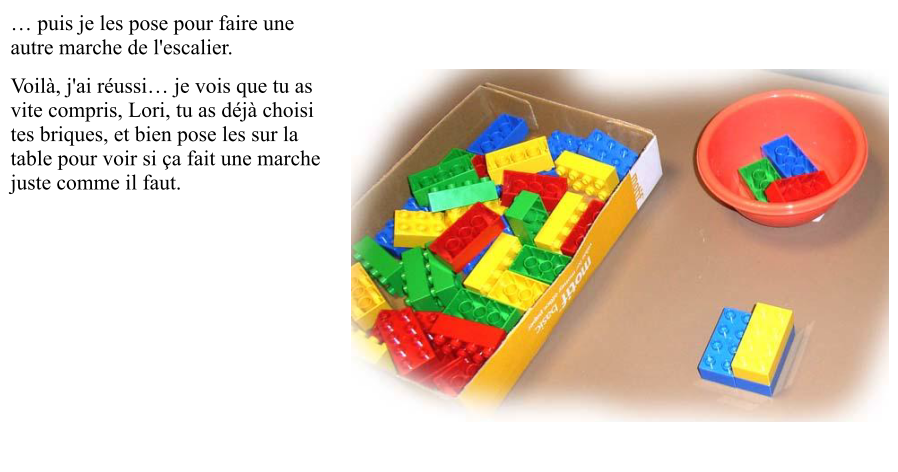 … puis je les pose pour faire une
autre marche de l'escalier.
Voilà, j'ai réussi… je vois que tu as
vite compris, Lori, tu as déjà choisi
tes briques, et bien pose les sur la
table pour voir si ça fait une marche
juste comme il faut.
motif basic